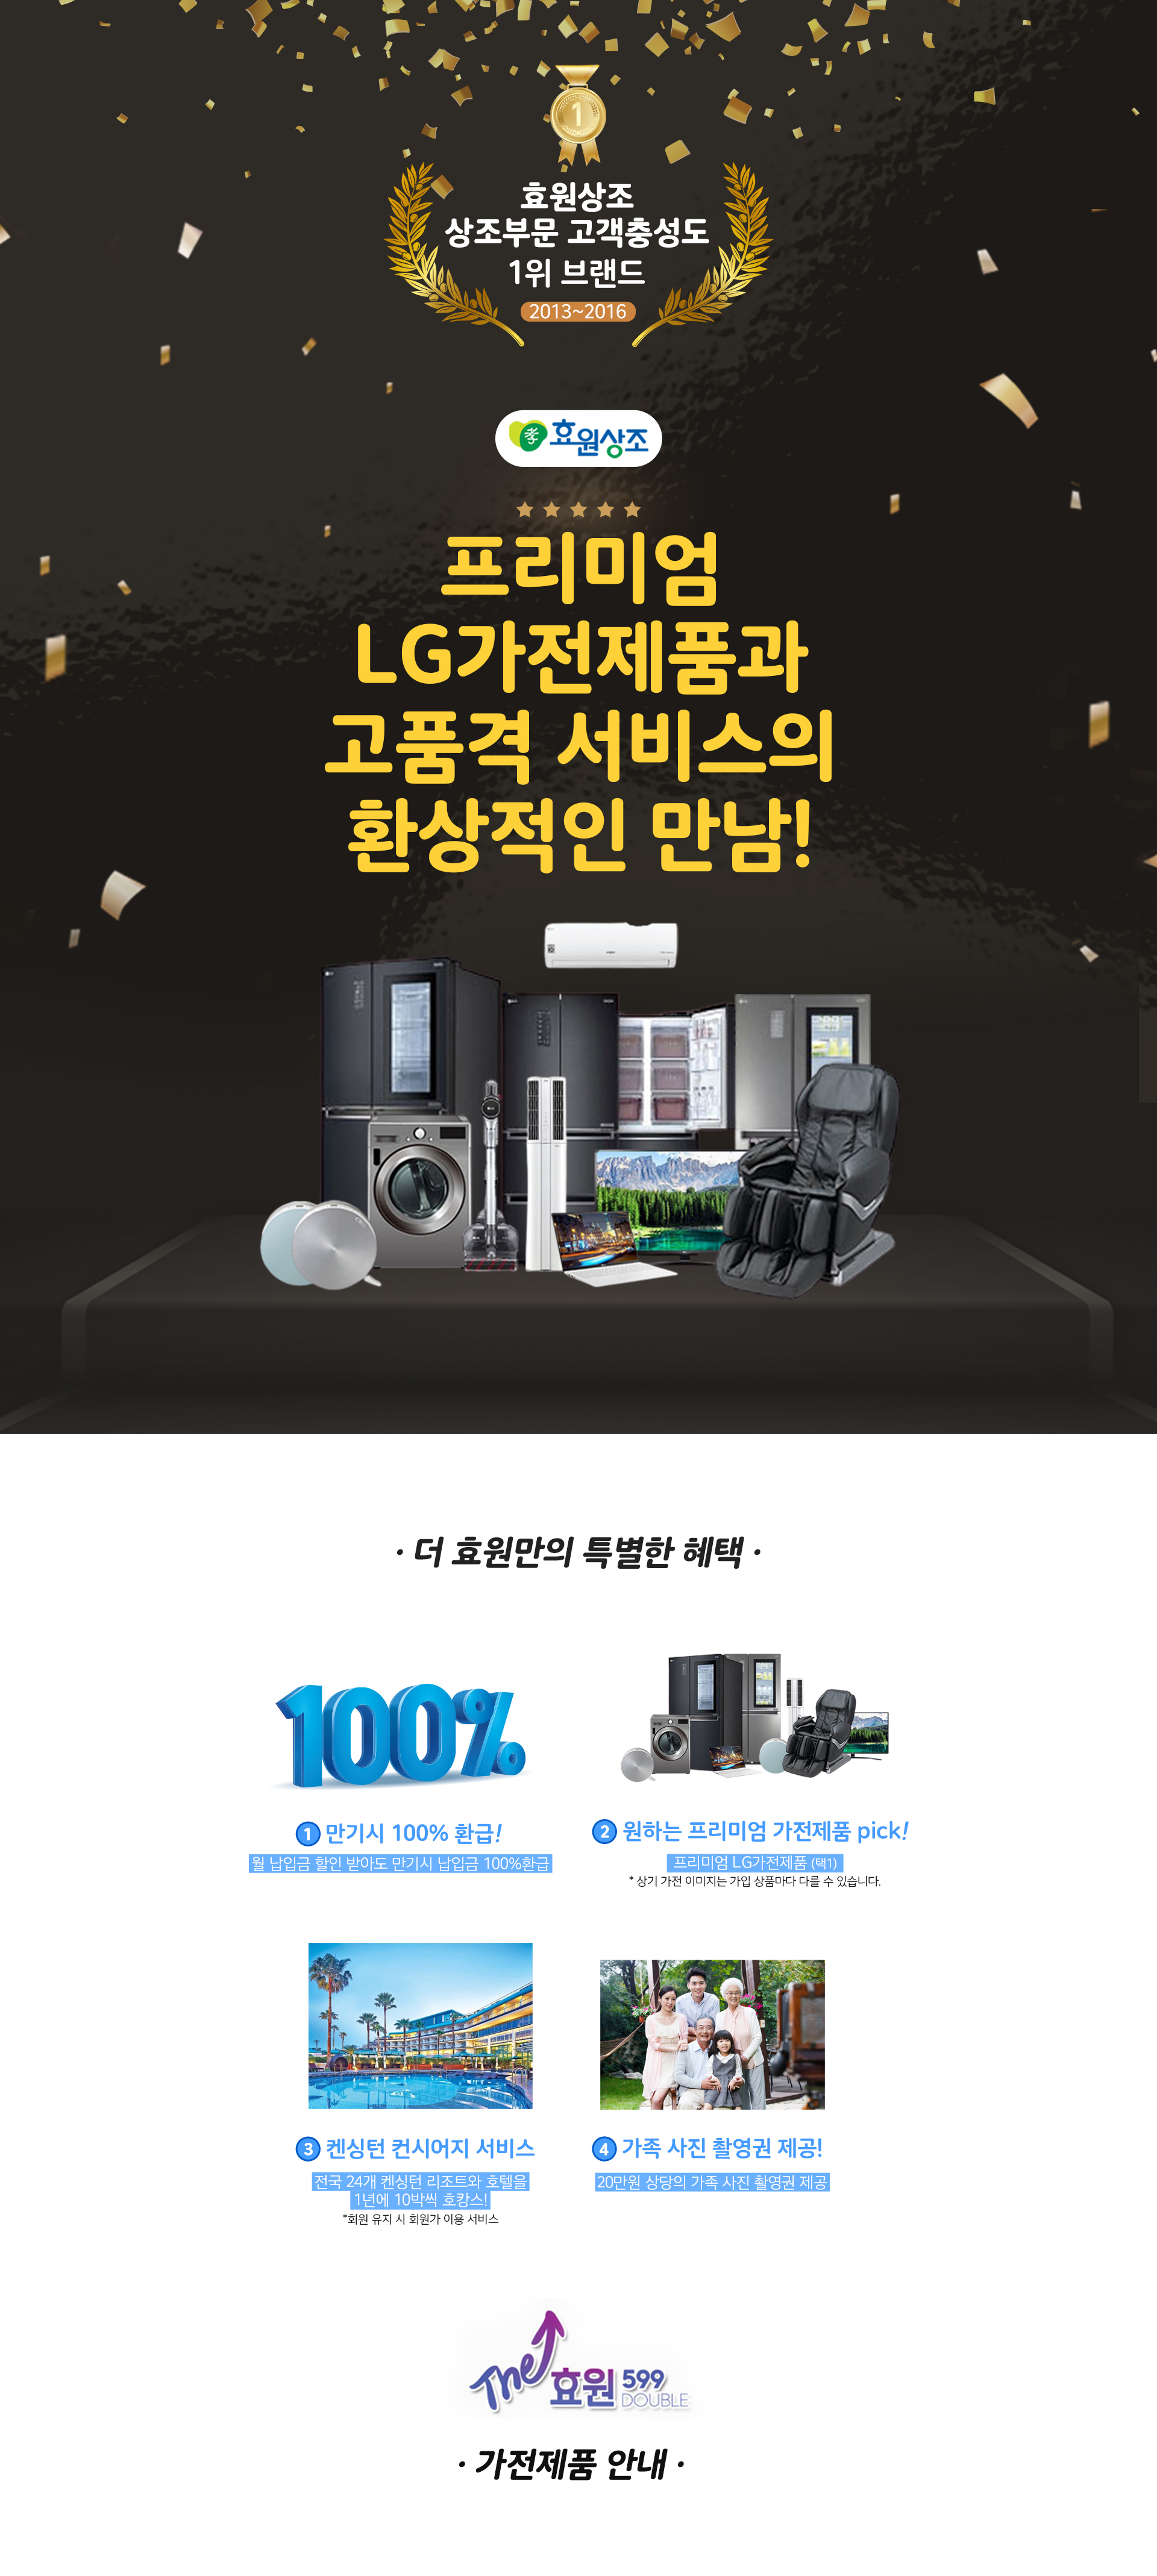 1
효원상조
상조부문 고객충성도
1위 브랜드
2013~2016
孝 효원상조
프리미엄
LG가전제품과
고품격 서비스의
환상적인 만남!
· 더 효원만의 특별한 혜택 ·
100%
1 만기시 100% 환급!
월 납입금 할인 받아도 만기시 납입금 100%환급
2 원하는 프리미엄 가전제품 pick!
프리미엄 LG가전제품 (택1)
* 상기 가전 이미지는 가입 상품마다 다를 수 있습니다.
3 켄싱턴 컨시어지 서비스
전국 24개 켄싱턴 리조트와 호텔을
1년에 10박씩 호캉스!
*회원 유지 시 회원가 이용 서비스
4 가족 사진 촬영권 제공!
20만원 상당의 가족 사진 촬영권 제공
The 효원 599
DOUBLE
· 가전제품 안내 ·